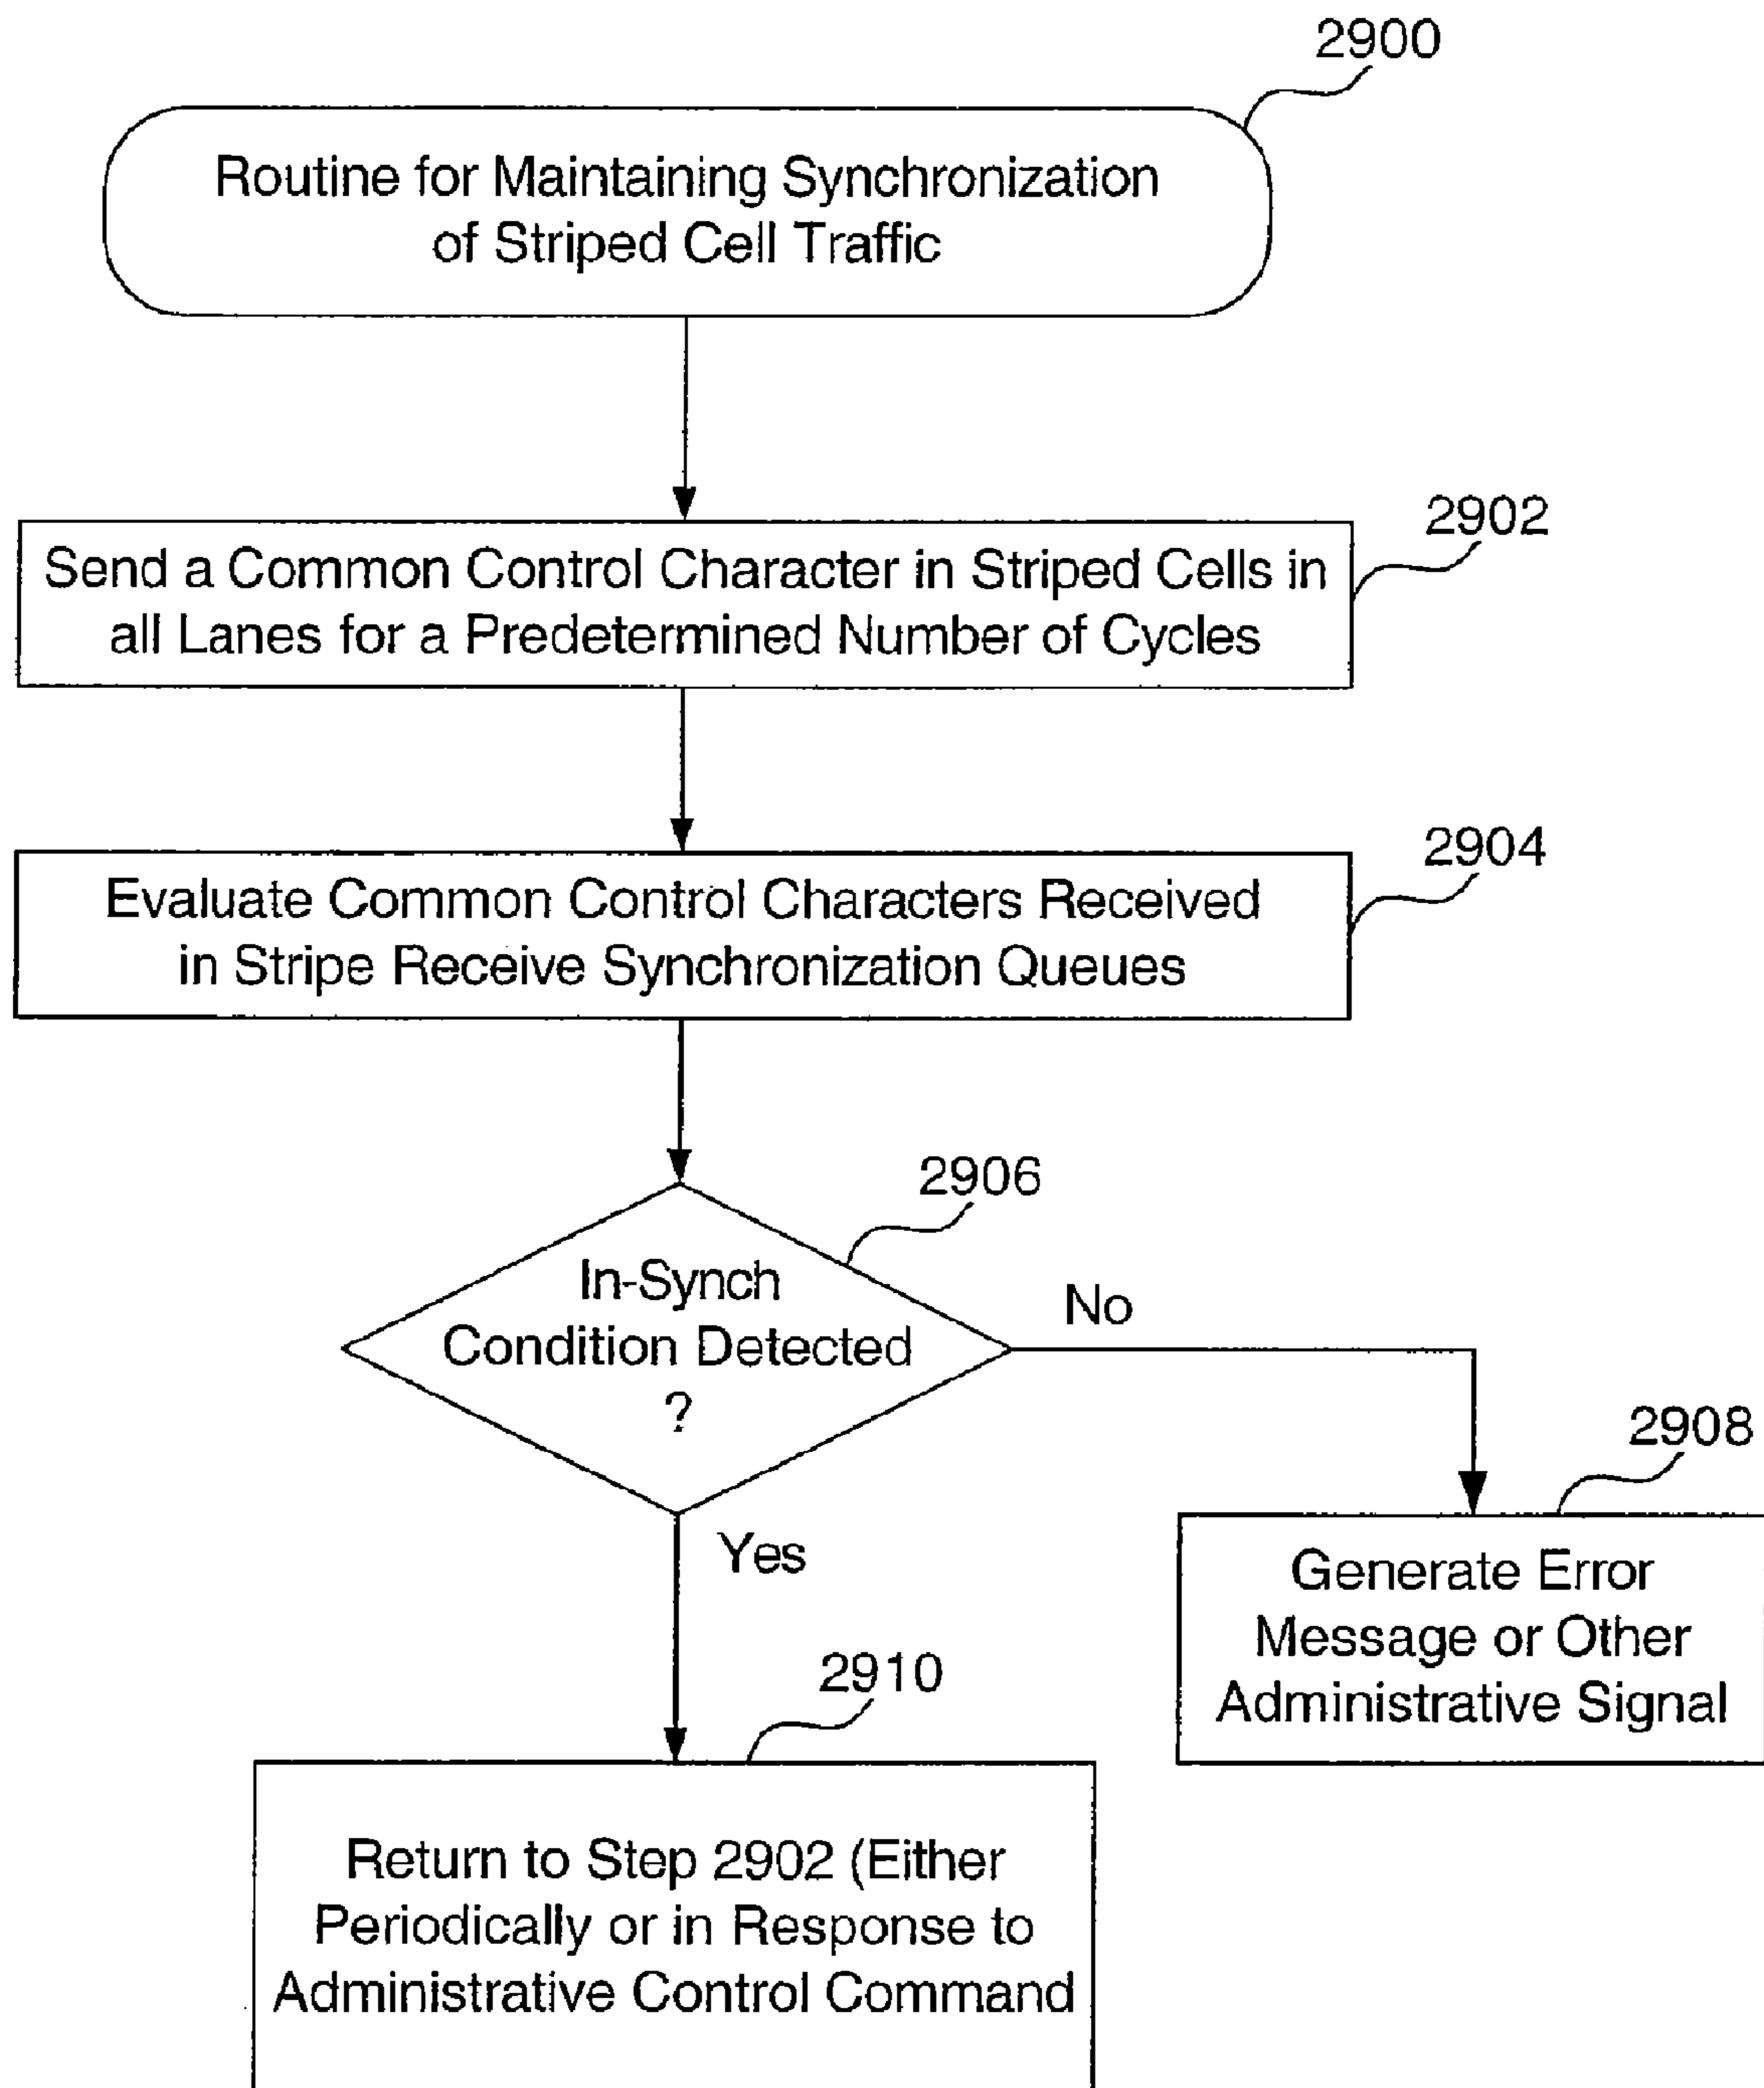 2900
Routine for Maintaining Synchronization
of Striped Cell Traffic
2902
Send a Common Control Character in Striped Cells in
all Lanes for a Predetermined Number of Cycles
2904
Evaluate Common Control Characters Received
in Stripe Receive Synchronization Queues
2906
In-Synch
Condition Detected
?
No
Yes
2908
Generate Error
Message or Other
Administrative Signal
2910
Return to Step 2902 (Either
Periodically or in Response to
Administrative Control Command